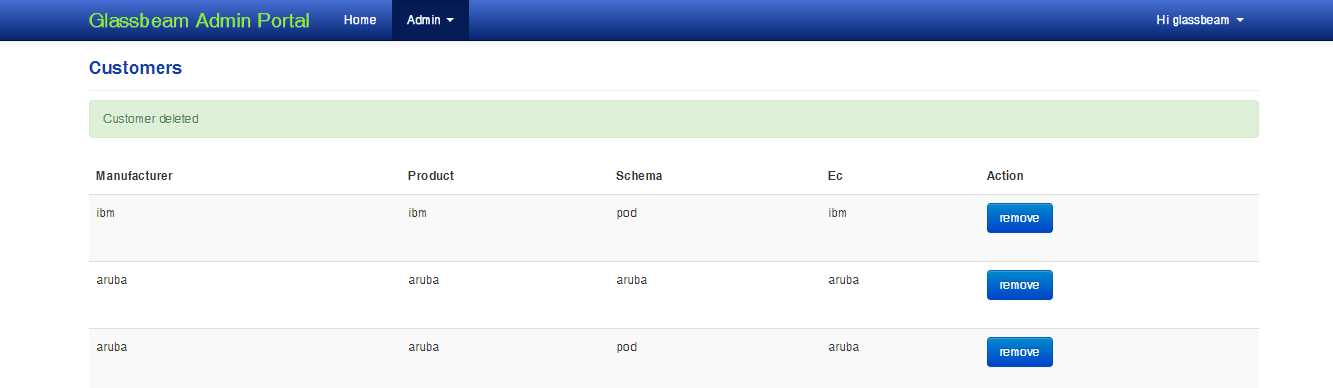 Glassbeam Admin Portal Home Admin Hi glassbeam
Customers
Customer deleted
Manufacturer Product Schema Ec Action
ibm ibm pod ibm remove
aruba aruba aruba aruba remove
aruba aruba pod aruba remove